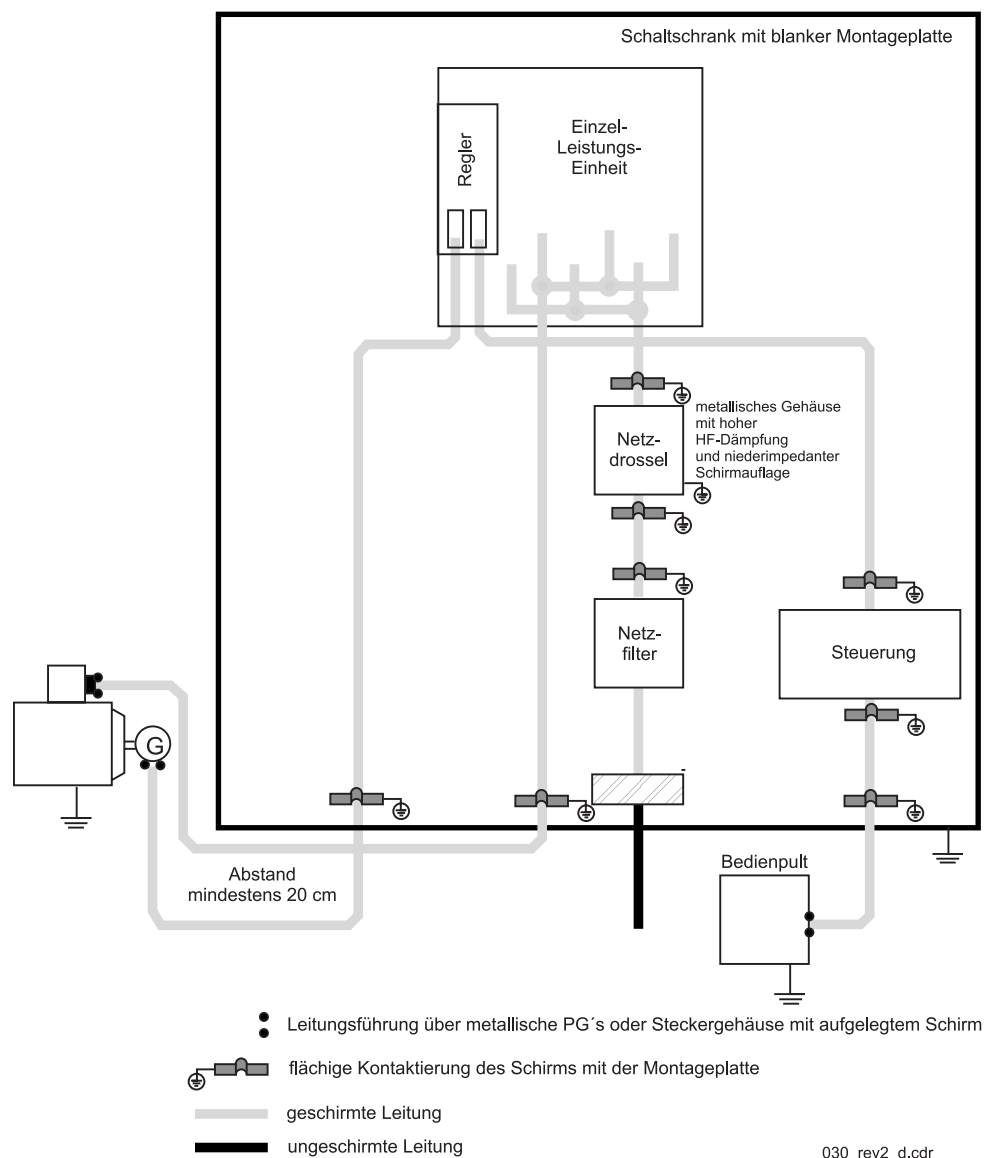 Schaltschrank mit blanker Montageplatte
Einzel-
Leistungs-
Einheit
Regler
metallisches Gehäuse
mit hoher
HF-Dämpfung
und niederimpedanter
Schirmauflage
Netz-
drossel
Netz-
filter
Steuerung
G
Abstand
mindestens 20 cm
Bedienpult
Leitungsführung über metallische PG´s oder Steckergehäuse mit aufgelegtem Schirm
flächige Kontaktierung des Schirms mit der Montageplatte
geschirmte Leitung
ungeschirmte Leitung
030_rev2_d.cdr